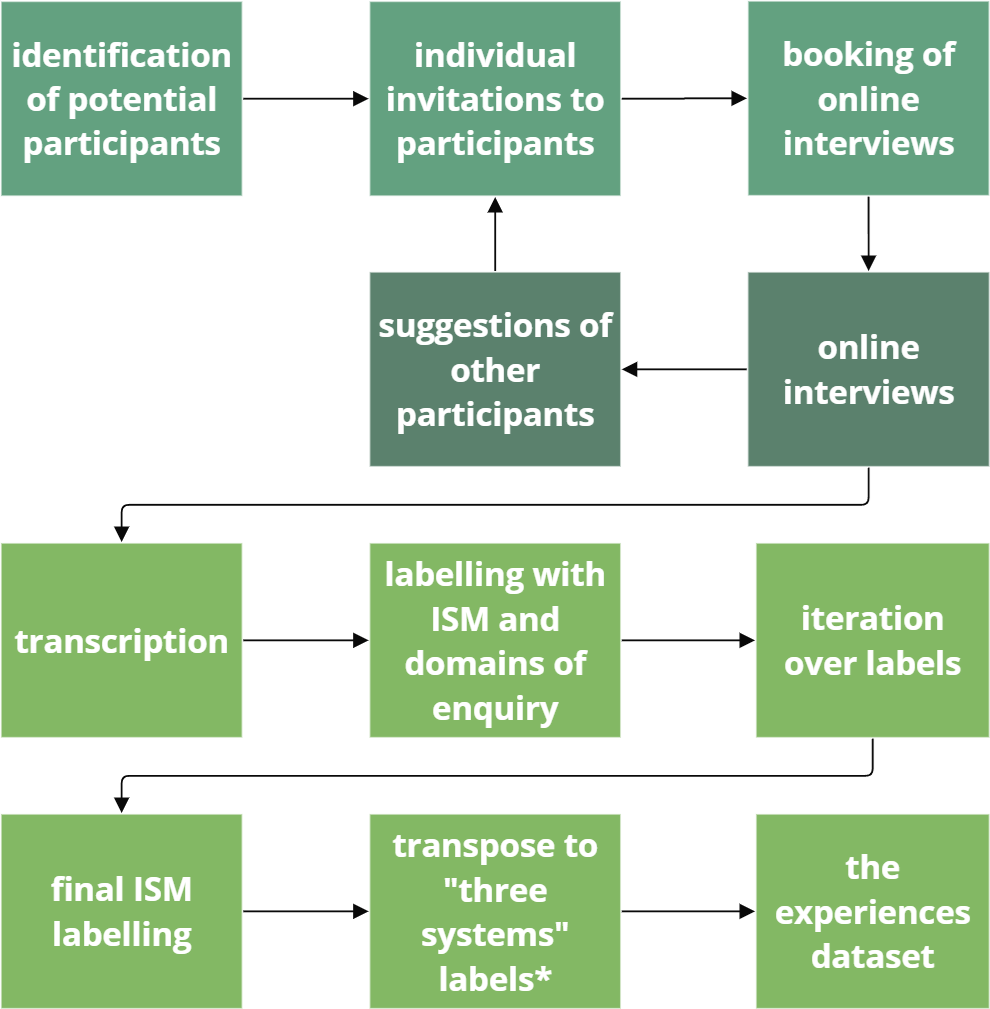 identification
of potential
participants
individual
invitations to
participants
booking of
online
interviews
suggestions of
other
participants
online
interviews
transcription
labelling with
ISM and
domains of
enquiry
iteration
over labels
final ISM
labelling
transpose to
"three
systems"
labels*
the
experiences
dataset